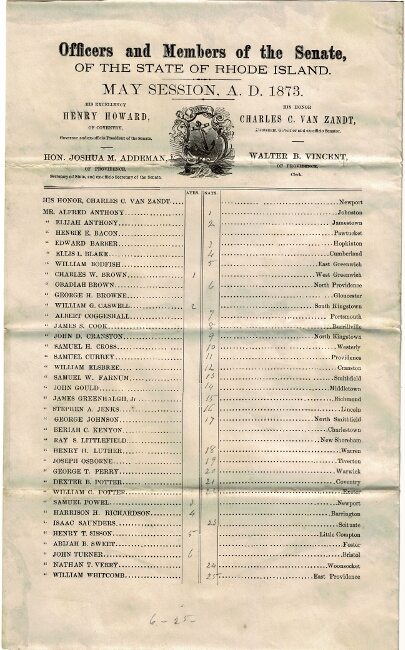 Officers and Members of the Senate,
OF THE STATE OF RHODE ISLAND.
MAY SESSION, A. D. 1873.
HIS EXCELLENCY
HENRY HOWARD,
OF COVENTRY,
Governor and ex-officio President of the Senate.
HIS HONOR
CHARLES C. VAN ZANDT,
Lieutenant Governor and ex-officio Senator.
HON. JOSHUA M. ADDEMAN,
OF PROVIDENCE,
Secretary of State, and ex-officio Secretary of the Senate.
WALTER B. VINCENT,
OF PROVIDENCE,
Clerk.
AYES. NAYS.
HIS HONOR, CHARLES C. VAN ZANDT Newport
MR. ALFRED ANTHONY 1 Johnston
" ELIJAH ANTHONY 2 Jamestown
" HENRIE E. BACON Pawtucket
" EDWARD BARBER 3 Hopkinton
" ELLIS L. BLAKE 4 Cumberland
" WILLIAM BODFISH 5 East Greenwich
" CHARLES W. BROWN 1 West Greenwich
" OBADIAH BROWN 6 North Providence
" GEORGE H. BROWNE Gloucester
" WILLIAM G. CASWELL 2 South Kingstown
" ALBERT COGGESHALL 7 Portsmouth
" JAMES S. COOK 8 Burrillville
" JOHN D. CRANSTON 9 North Kingstown
" SAMUEL H. CROSS 10 Westerly
" SAMUEL CURREY 11 Providence
" WILLIAM ELSBREE 12 Cranston
" SAMUEL W. FARNUM 13 Smithfield
" JOHN GOULD 14 Middletown
" JAMES GREENHALGH, Jr 15 Richmond
" STEPHEN A. JENKS 16 Lincoln
" GEORGE JOHNSON 17 North Smithfield
" BERIAH C. KENYON Charlestown
" RAY S. LITTLEFIELD New Shoreham
" HENRY H. LUTHER 18 Warren
" JOSEPH OSBORNE 19 Tiverton
" GEORGE T. PERRY 20 Warwick
" DEXTER B. POTTER 21 Coventry
" WILLIAM C. POTTER 22 Exeter
" SAMUEL POWEL 3 Newport
" HARRISON H. RICHARDSON 4 Barrington
" ISAAC SAUNDERS 23 Scituate
" HENRY T. SISSON 5 Little Compton
" ABIJAH B. SWEET Foster
" JOHN TURNER 6 Bristol
" NATHAN T. VERRY 24 Woonsocket
" WILLIAM WHITCOMB 25 East Providence
6 - 25 -